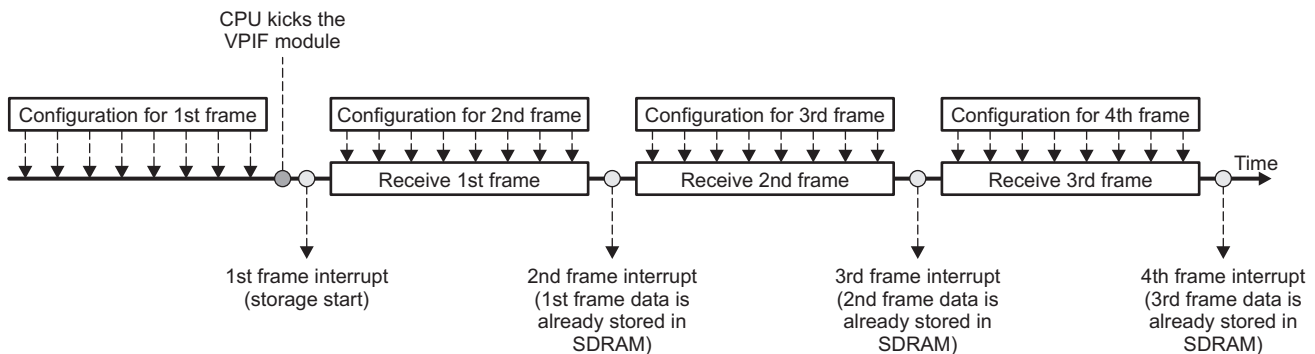 CPU kicks the
VPIF module
Configuration for 1st frame
Configuration for 2nd frame
Configuration for 3rd frame
Configuration for 4th frame
Receive 1st frame
Receive 2nd frame
Receive 3rd frame
Time
1st frame interrupt
(storage start)
2nd frame interrupt
(1st frame data is
already stored in
SDRAM)
3rd frame interrupt
(2nd frame data is
already stored in
SDRAM)
4th frame interrupt
(3rd frame data is
already stored in
SDRAM)